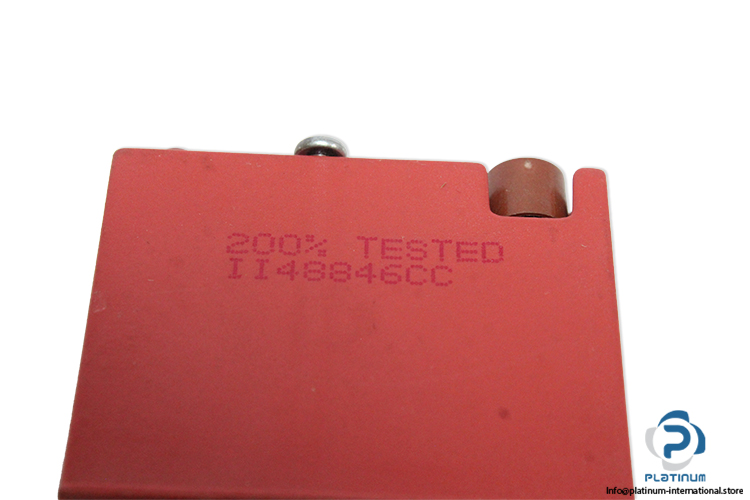 200% TESTED
II48846CC
PLATINUM
Info@platinum-international.store